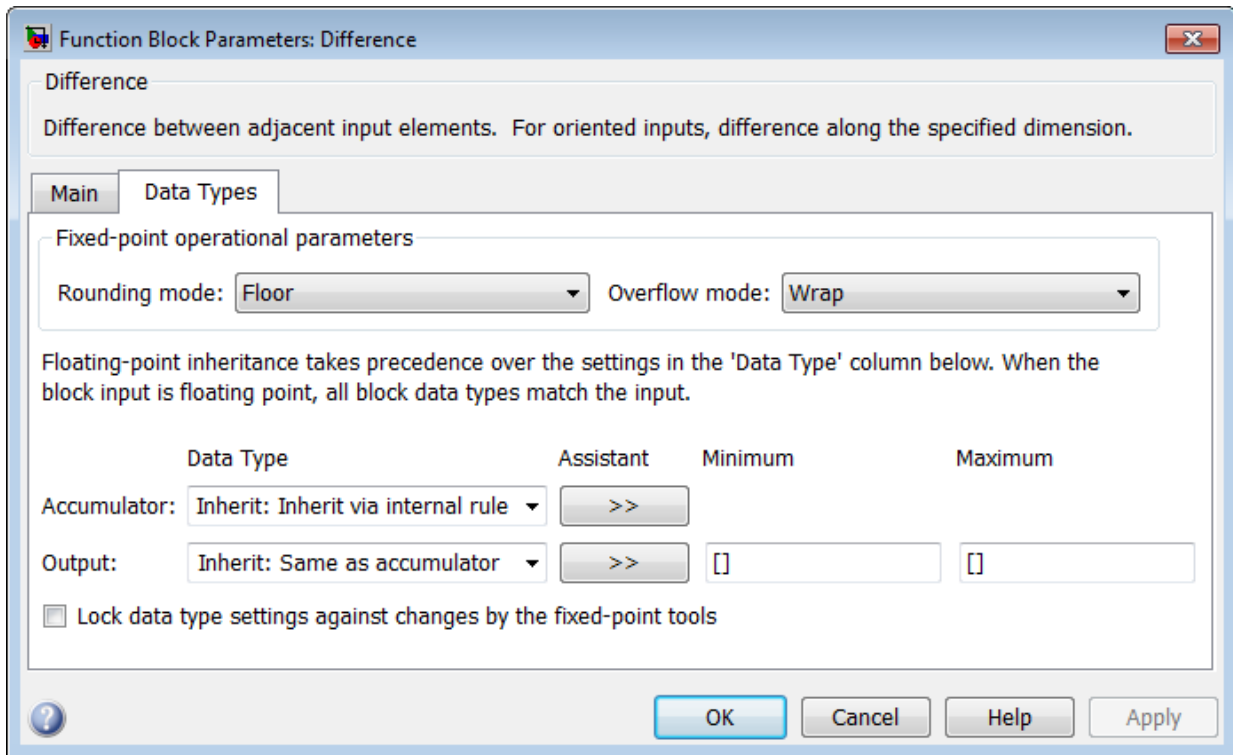 Function Block Parameters: Difference
Difference
Difference between adjacent input elements.  For oriented inputs, difference along the specified dimension.
Main Data Types
Fixed-point operational parameters
Rounding mode: Floor Overflow mode: Wrap
Floating-point inheritance takes precedence over the settings in the 'Data Type' column below. When the
block input is floating point, all block data types match the input.
Data Type Assistant Minimum Maximum
Accumulator: Inherit: Inherit via internal rule >>
Output: Inherit: Same as accumulator >> [] []
Lock data type settings against changes by the fixed-point tools
? OK Cancel Help Apply